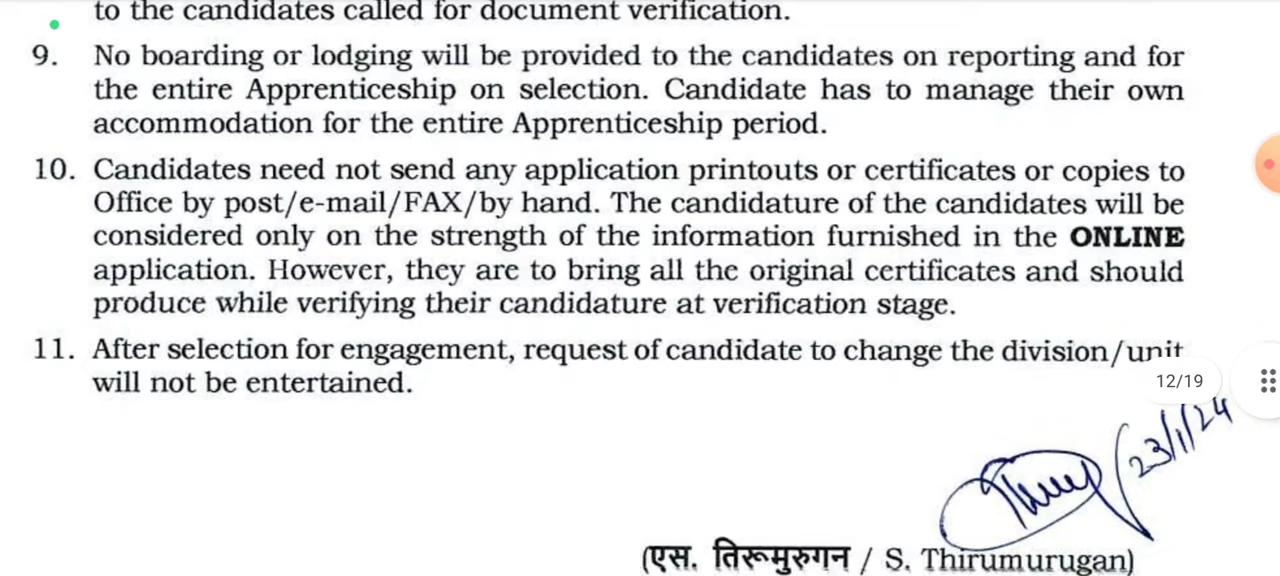 to the candidates called for document verification.
9. No boarding or lodging will be provided to the candidates on reporting and for
the entire Apprenticeship on selection. Candidate has to manage their own
accommodation for the entire Apprenticeship period.
10. Candidates need not send any application printouts or certificates or copies to
Office by post/e-mail/FAX/by hand. The candidature of the candidates will be
considered only on the strength of the information furnished in the ONLINE
application. However, they are to bring all the original certificates and should
produce while verifying their candidature at verification stage.
11. After selection for engagement, request of candidate to change the division/unit
will not be entertained.
12/19
23/1/24
(एस. तिरूमुरुगन / S. Thirumurugan)